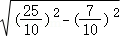 √((25/10)² − (7/10)²)